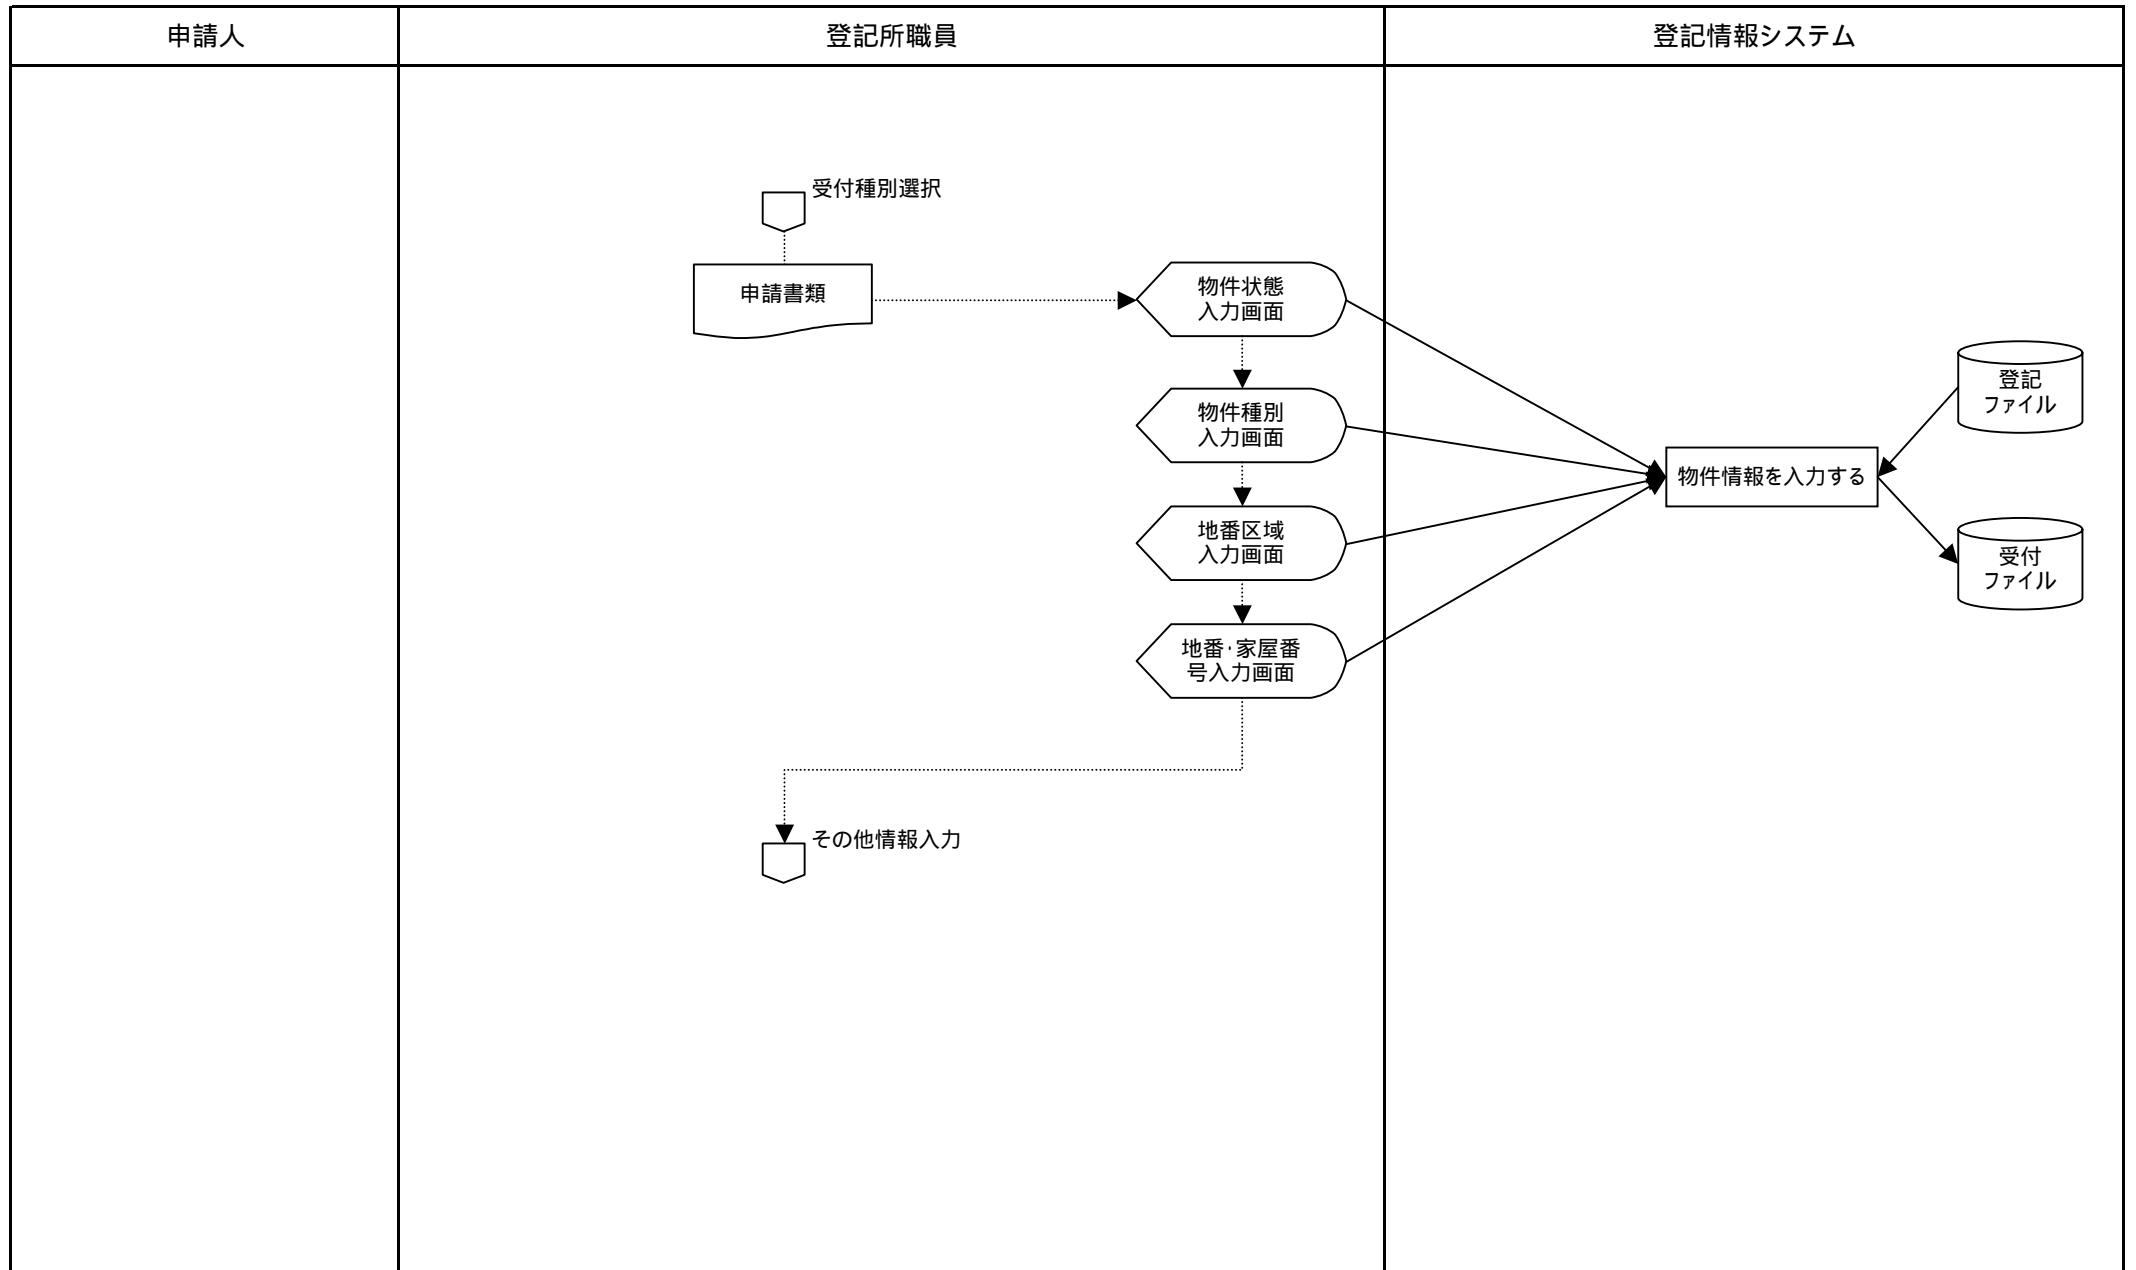 申請人
登記所職員
登記情報システム
受付種別選択
申請書類
物件状態
入力画面
物件種別
入力画面
地番区域
入力画面
地番・家屋番
号入力画面
物件情報を入力する
登記
ファイル
受付
ファイル
その他情報入力